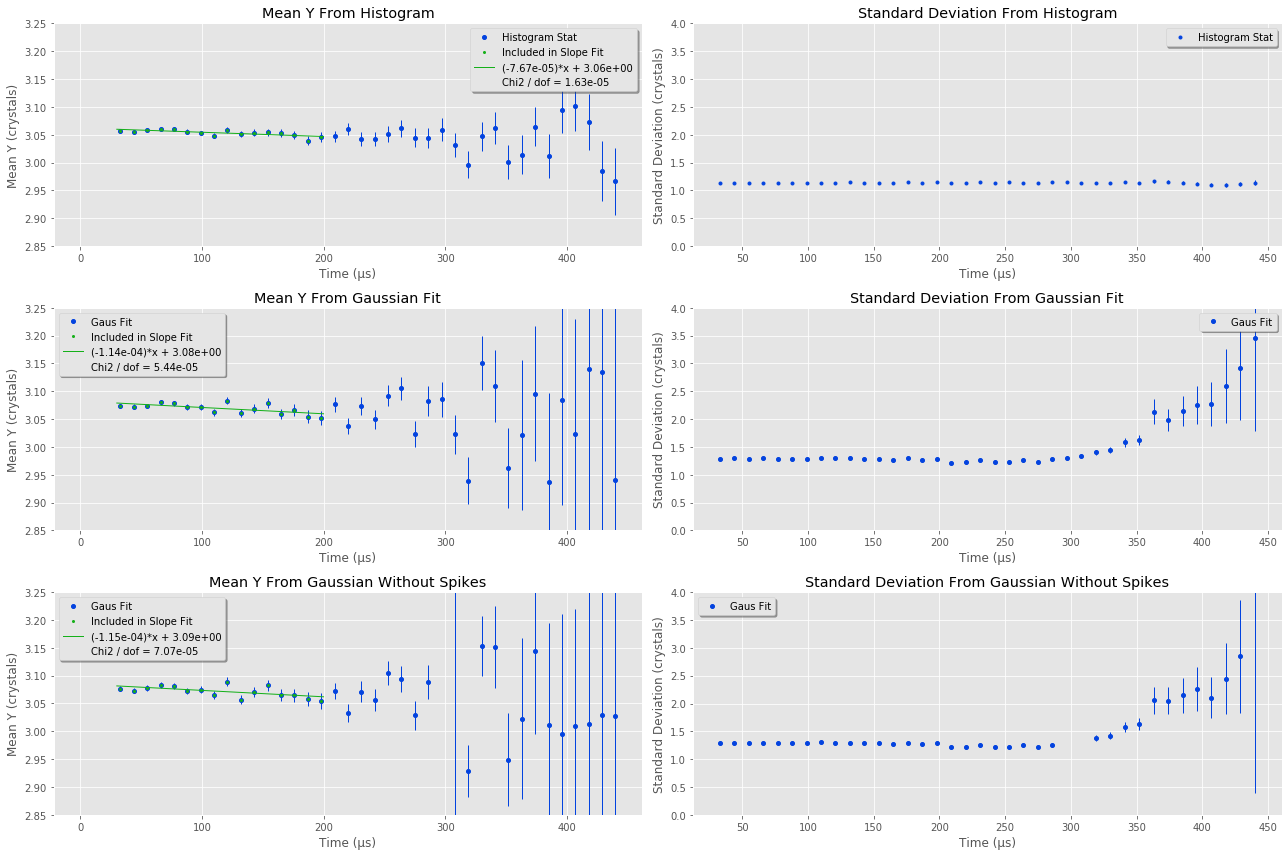 Mean Y From Histogram
Mean Y (crystals)
3.25
3.20
3.15
3.10
3.05
3.00
2.95
2.90
2.85
Histogram Stat
Included in Slope Fit
(-7.67e-05)*x + 3.06e+00
Chi2 / dof = 1.63e-05
0
100
200
300
400
Time (µs)
Standard Deviation From Histogram
Standard Deviation (crystals)
4.0
3.5
3.0
2.5
2.0
1.5
1.0
0.5
0.0
Histogram Stat
50
100
150
200
250
300
350
400
450
Time (µs)
Mean Y From Gaussian Fit
Mean Y (crystals)
3.25
3.20
3.15
3.10
3.05
3.00
2.95
2.90
2.85
Gaus Fit
Included in Slope Fit
(-1.14e-04)*x + 3.08e+00
Chi2 / dof = 5.44e-05
0
100
200
300
400
Time (µs)
Standard Deviation From Gaussian Fit
Standard Deviation (crystals)
4.0
3.5
3.0
2.5
2.0
1.5
1.0
0.5
0.0
Gaus Fit
50
100
150
200
250
300
350
400
450
Time (µs)
Mean Y From Gaussian Without Spikes
Mean Y (crystals)
3.25
3.20
3.15
3.10
3.05
3.00
2.95
2.90
2.85
Gaus Fit
Included in Slope Fit
(-1.15e-04)*x + 3.09e+00
Chi2 / dof = 7.07e-05
0
100
200
300
400
Time (µs)
Standard Deviation From Gaussian Without Spikes
Standard Deviation (crystals)
4.0
3.5
3.0
2.5
2.0
1.5
1.0
0.5
0.0
Gaus Fit
50
100
150
200
250
300
350
400
450
Time (µs)